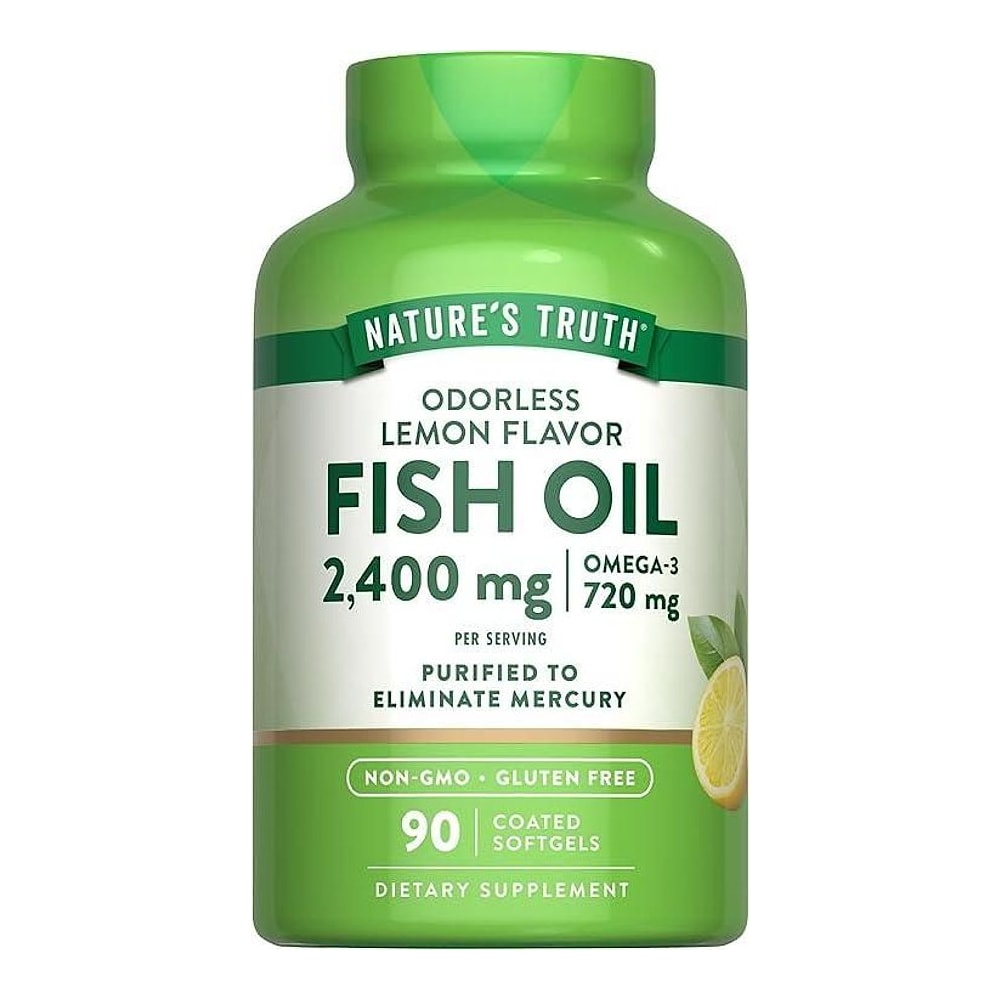 NATURE'S TRUTH®
ODORLESS
LEMON FLAVOR
FISH OIL
2,400 mg
OMEGA-3
720 mg
PER SERVING
PURIFIED TO
ELIMINATE MERCURY
NON-GMO • GLUTEN FREE
90
COATED
SOFTGELS
DIETARY SUPPLEMENT